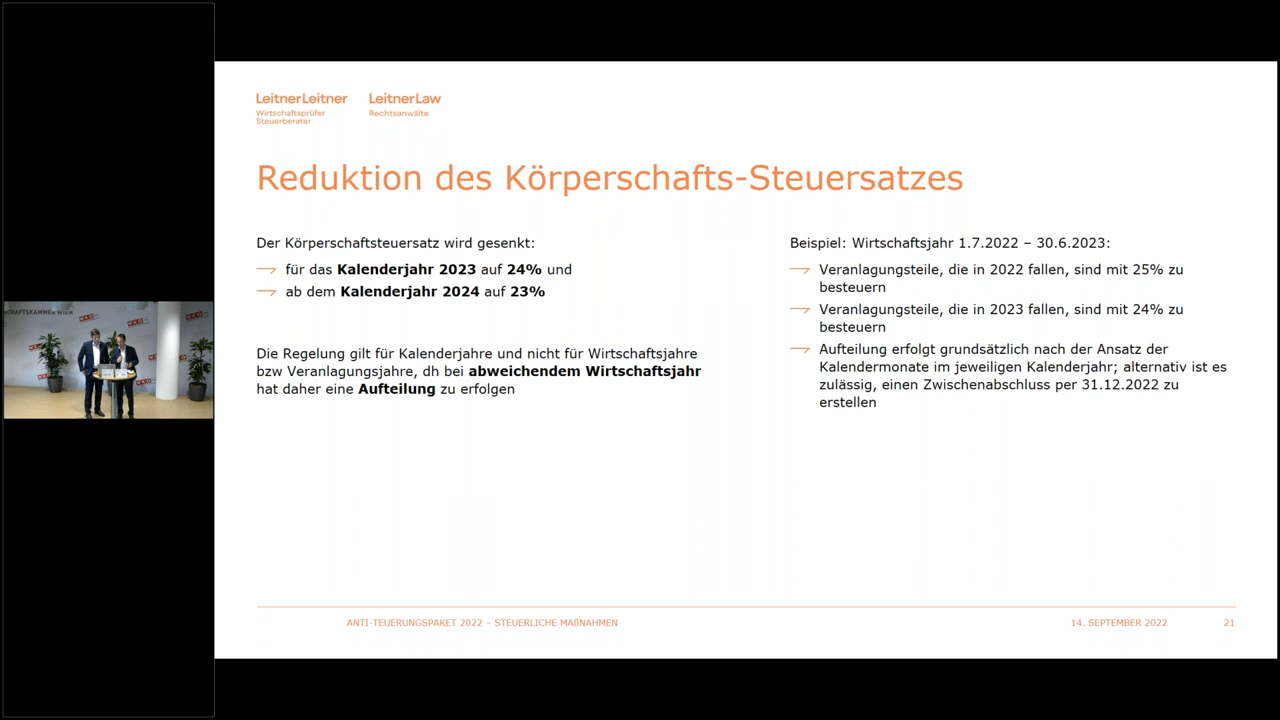 LeitnerLeitner
Wirtschaftsprüfer
Steuerberater
LeitnerLaw
Rechtsanwälte
Reduktion des Körperschafts-Steuersatzes
Der Körperschaftsteuersatz wird gesenkt:
für das Kalenderjahr 2023 auf 24% und
ab dem Kalenderjahr 2024 auf 23%
Die Regelung gilt für Kalenderjahre und nicht für Wirtschaftsjahre
bzw Veranlagungsjahre, dh bei abweichendem Wirtschaftsjahr
hat daher eine Aufteilung zu erfolgen
Beispiel: Wirtschaftsjahr 1.7.2022 – 30.6.2023:
Veranlagungsteile, die in 2022 fallen, sind mit 25% zu
besteuern
Veranlagungsteile, die in 2023 fallen, sind mit 24% zu
besteuern
Aufteilung erfolgt grundsätzlich nach der Ansatz der
Kalendermonate im jeweiligen Kalenderjahr; alternativ ist es
zulässig, einen Zwischenabschluss per 31.12.2022 zu
erstellen
ANTI-TEUERUNGSPAKET 2022 – STEUERLICHE MAßNAHMEN
14. SEPTEMBER 2022
21